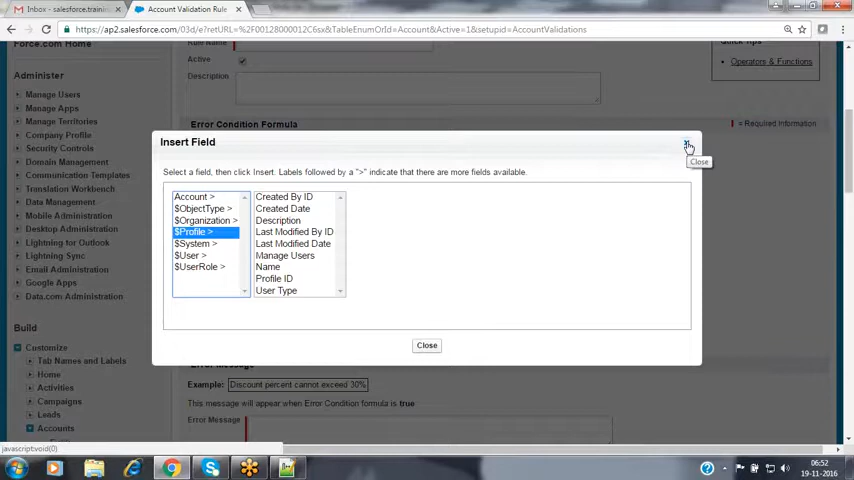 Inbox - salesforce.trainin
Account Validation Rule
https://ap2.salesforce.com/03d/e?retURL=%2F00128000012C6sx&TableEnumOrId=Account&Active=1&setupid=AccountValidations
Force.com Home
Rule Name
Quick Tips
Active
Operators & Functions
Description
Administer
Manage Users
Manage Apps
Manage Territories
Company Profile
Security Controls
Domain Management
Communication Templates
Translation Workbench
Data Management
Mobile Administration
Desktop Administration
Lightning for Outlook
Lightning Sync
Email Administration
Google Apps
Data.com Administration
Build
Customize
Tab Names and Labels
Home
Activities
Campaigns
Leads
Accounts
Error Condition Formula
= Required Information
Insert Field
Close
Select a field, then click Insert. Labels followed by a ">" indicate that there are more fields available.
Account >
$ObjectType >
$Organization >
$Profile >
$System >
$User >
$UserRole >
Created By ID
Created Date
Description
Last Modified By ID
Last Modified Date
Manage Users
Name
Profile ID
User Type
Close
Error Message
Example: Discount percent cannot exceed 30%
This message will appear when Error Condition formula is true
Error Message
javascript:void(0)
06:52
19-11-2016